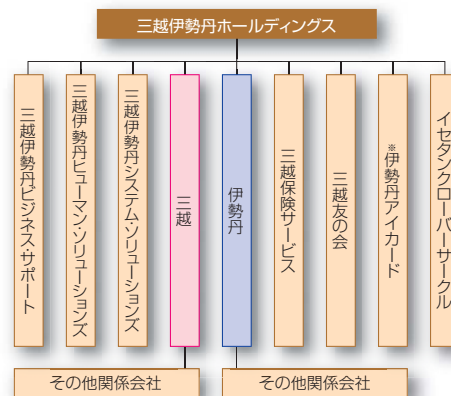 三越伊勢丹ホールディングス
三越伊勢丹ビジネス・サポート
三越伊勢丹ヒューマン・ソリューションズ
三越伊勢丹システム・ソリューションズ
三越
伊勢丹
三越保険サービス
三越友の会
※伊勢丹アイカード
イセタンクローバーサークル
その他関係会社
その他関係会社